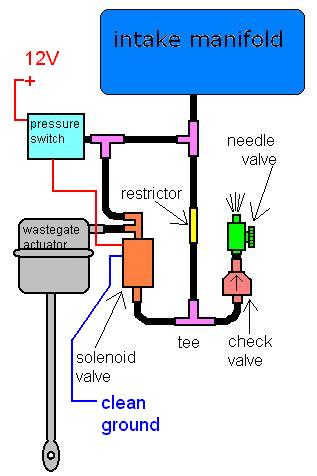 intake manifold
12V
+
pressure
switch
needle
valve
restrictor
wastegate
actuator
solenoid
valve
tee
check
valve
clean
ground